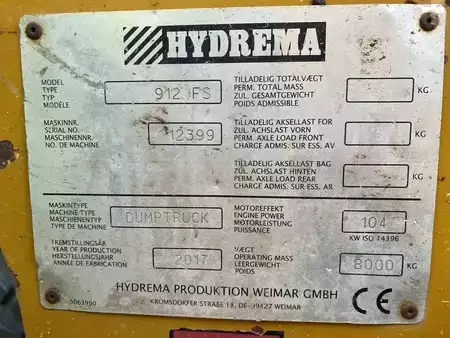 HYDREMA
MODEL
TYPE
TYP
MODÉLE
912 FS
TILLADELIG TOTALVÆGT
PERM. TOTAL MASS
ZUL. GESAMTGEWICHT
POIDS ADMISSIBLE
KG
MASKINNR.
SERIAL NO.
MASCHINENNR.
NO. DE MACHINE
12399
TILLADELIG AKSELLAST FOR
PERM. AXLE LOAD FRONT
ZUL. ACHSLAST VORN
CHARGE ADMIS. SUR ESS. AV
KG
TILLADELIG AKSELLAST BAG
PERM. AXLE LOAD REAR
ZUL. ACHSLAST HINTEN
CHARGE ADMIS. SUR ESS. AR
KG
MASKINTYPE
MACHINE TYPE
MASCHIENENTYP
TYPE DE MACHINE
DUMPTRUCK
MOTOREFFEKT
ENGINE POWER
MOTORLEISTUNG
PUISSANCE
104
KW ISO 14396
FREMSTILLINGSÅR
YEAR OF PRODUCTION
HERSTELLUNGSJAHR
ANNÉE DE FABRICATION
2017
VÆGT
OPERATING MASS
LEERGEWICHT
POIDS
8000
KG
HYDREMA PRODUKTION WEIMAR GMBH
KROMSDORFER STRAßE 18, DE-99427 WEIMAR
CE
5063990